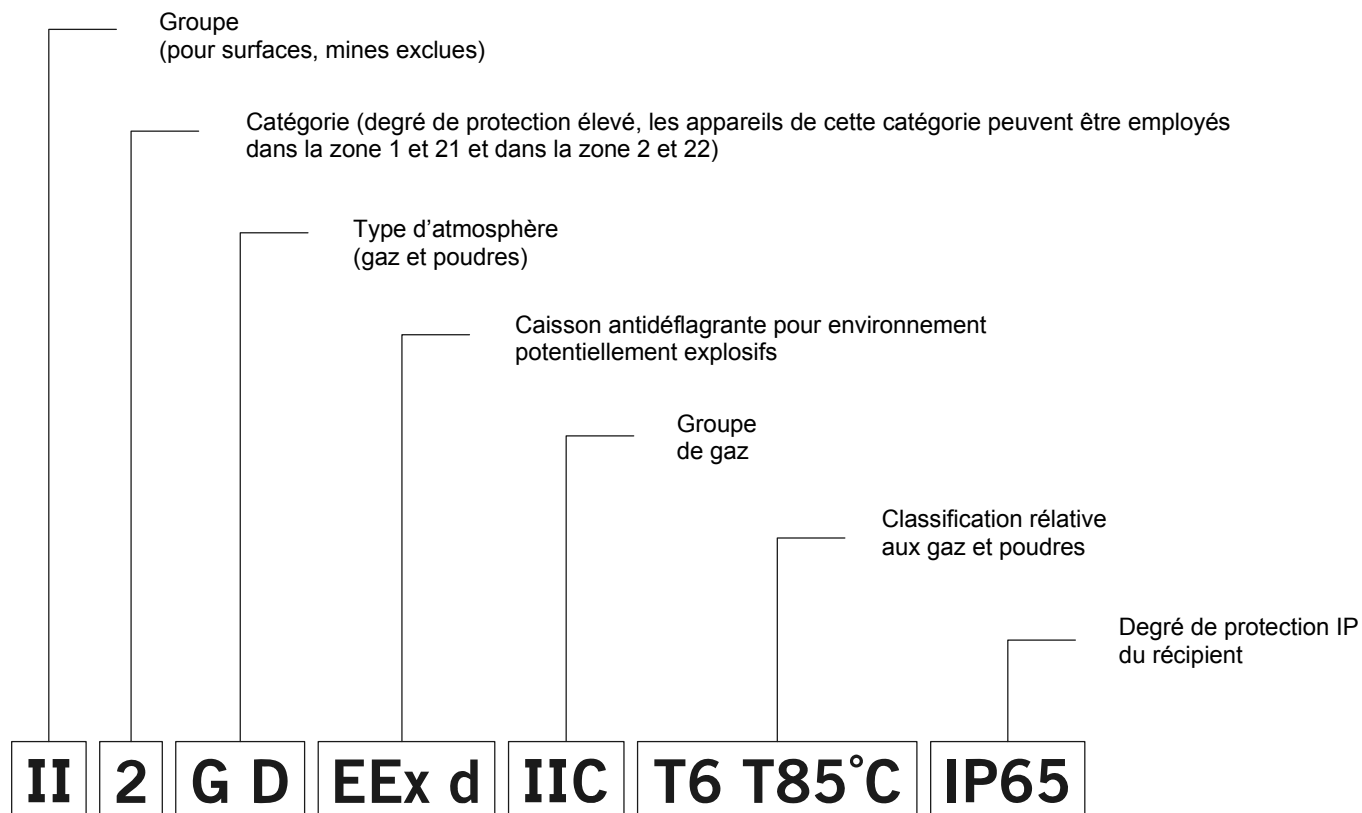 Groupe
(pour surfaces, mines exclues)
Catégorie (degré de protection élevé, les appareils de cette catégorie peuvent être employés
dans la zone 1 et 21 et dans la zone 2 et 22)
Type d’atmosphère
(gaz et poudres)
Caisson antidéflagrante pour environnement
potentiellement explosifs
Groupe
de gaz
Classification rélative
aux gaz et poudres
Degré de protection IP
du récipient
II 2 G D EEx d IIC T6 T85°C IP65